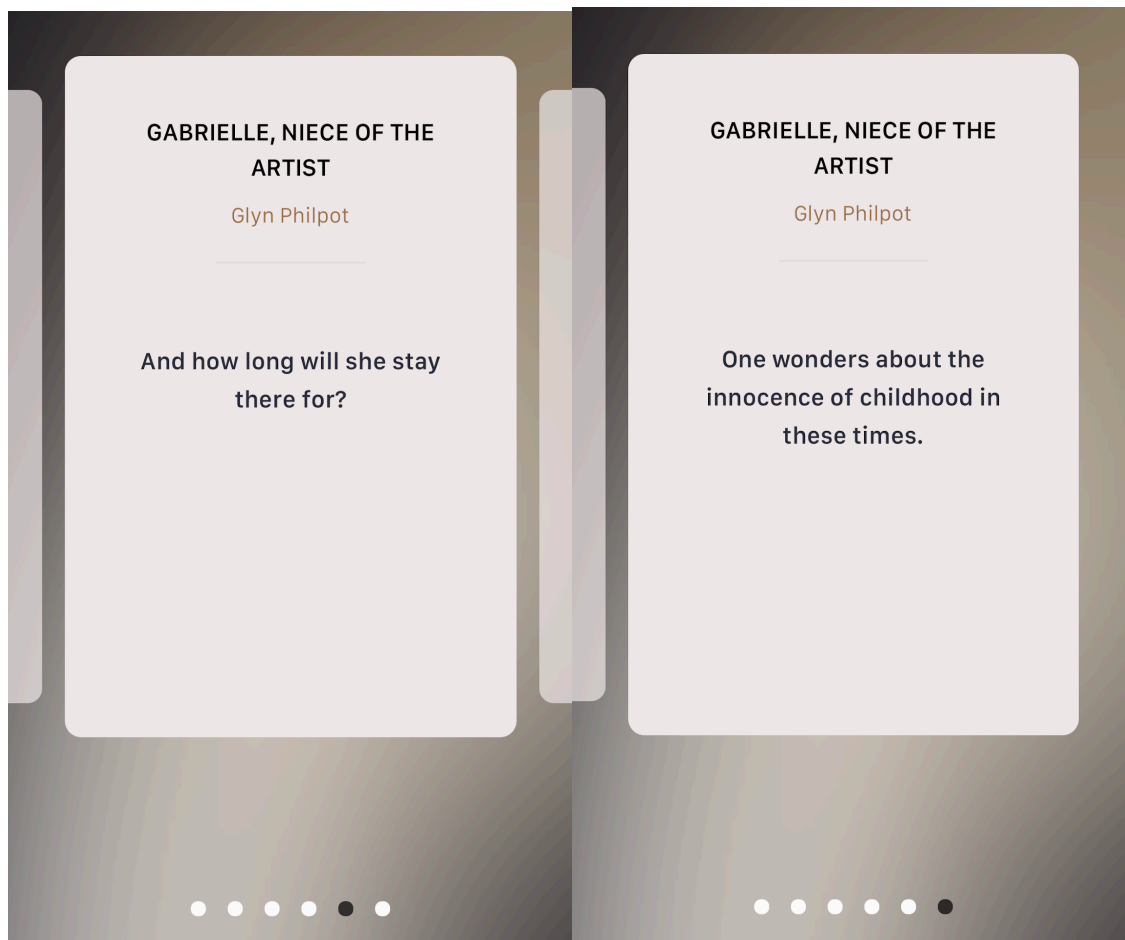 GABRIELLE, NIECE OF THE
ARTIST
Glyn Philpot
And how long will she stay
there for?
GABRIELLE, NIECE OF THE
ARTIST
Glyn Philpot
One wonders about the
innocence of childhood in
these times.